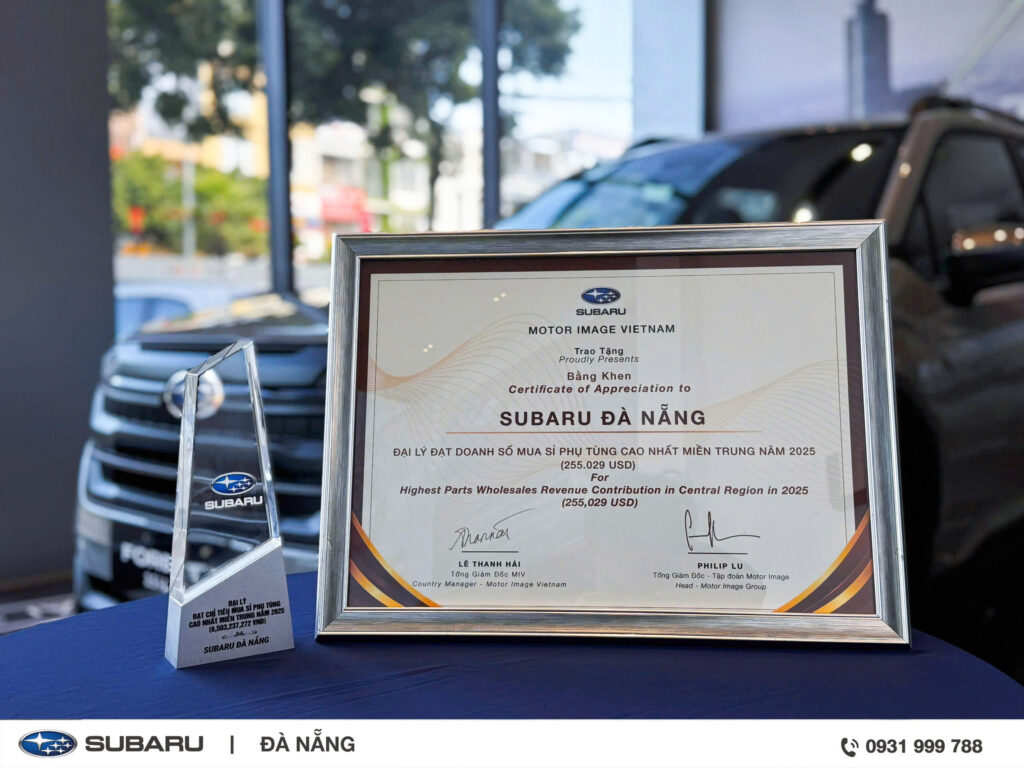 SUBARU
MOTOR IMAGE VIETNAM
Trao Tặng
Proudly Presents
Bằng Khen
Certificate of Appreciation to
SUBARU ĐÀ NẴNG
ĐẠI LÝ ĐẠT DOANH SỐ MUA SỈ PHỤ TÙNG CAO NHẤT MIỀN TRUNG NĂM 2025
(255.029 USD)
For
Highest Parts Wholesales Revenue Contribution in Central Region in 2025
(255,029 USD)
LÊ THANH HẢI
Tổng Giám Đốc MIV
Country Manager - Motor Image Vietnam
PHILIP LU
Tổng Giám Đốc - Tập đoàn Motor Image
Head - Motor Image Group
SUBARU
ĐẠI LÝ
ĐẠT CHỈ TIÊU MUA SỈ PHỤ TÙNG
CAO NHẤT MIỀN TRUNG NĂM 2025
(6,503,237,272 VNĐ)
SUBARU ĐÀ NẴNG
SUBARU | ĐÀ NẴNG
0931 999 788